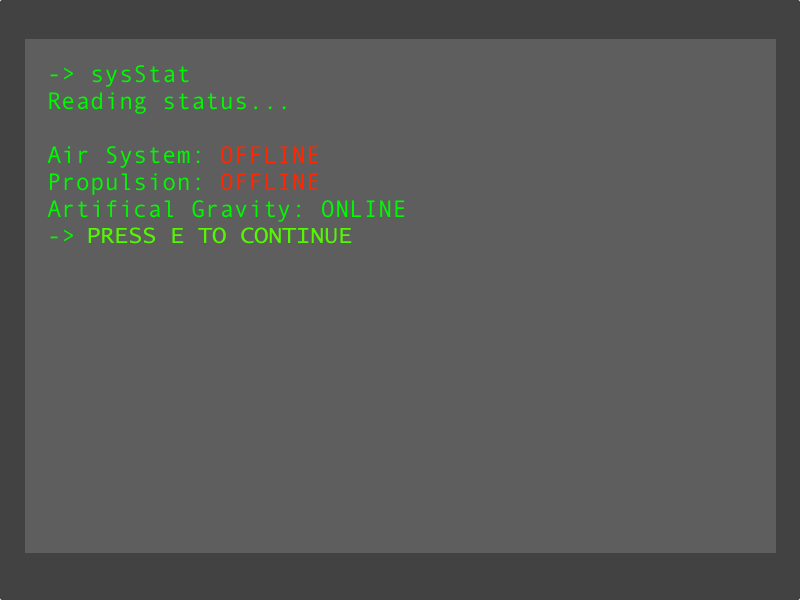 -> sysStat
Reading status...
Air System: OFFLINE
Propulsion: OFFLINE
Artifical Gravity: ONLINE
-> PRESS E TO CONTINUE